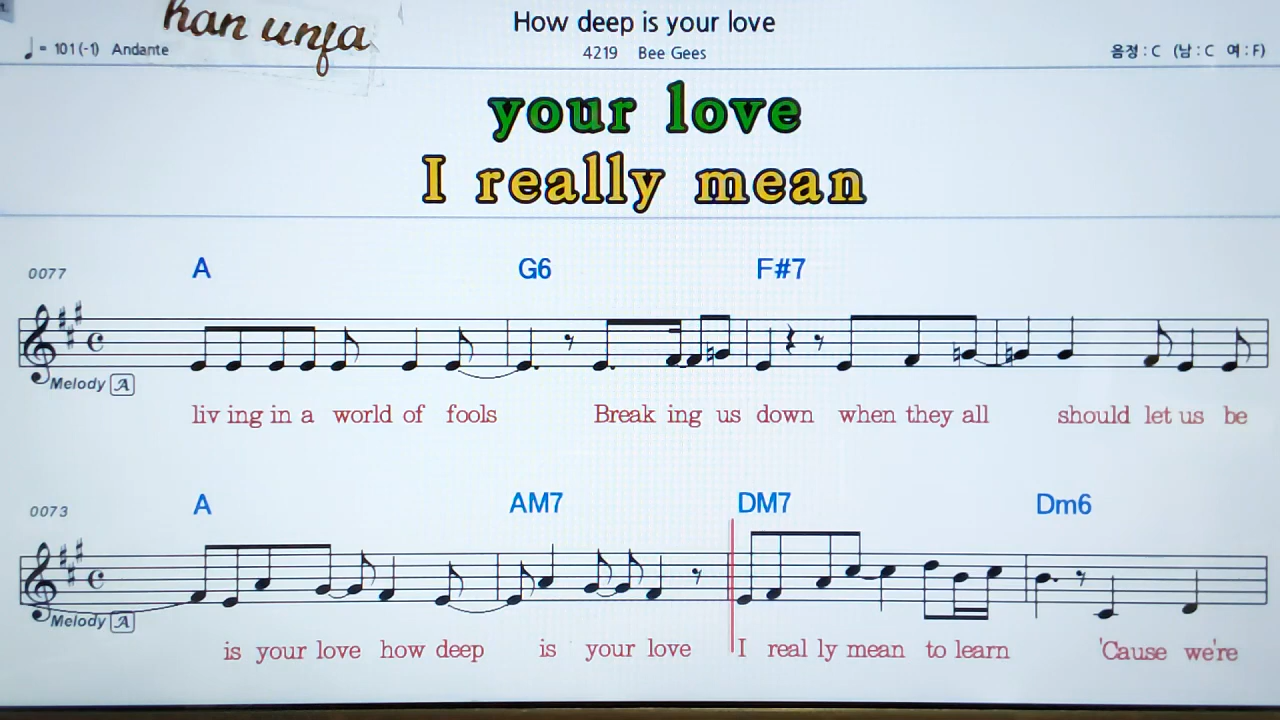 han unfa
How deep is your love
♩ = 101(-1) Andante
4219 Bee Gees
음정 : C (남 : C 여 : F)
your love
I really mean
0077 A G6 F#7
Melody A
liv ing in a world of fools Break ing us down when they all should let us be
0073 A AM7 DM7 Dm6
Melody A
is your love how deep is your love I real ly mean to learn 'Cause we're